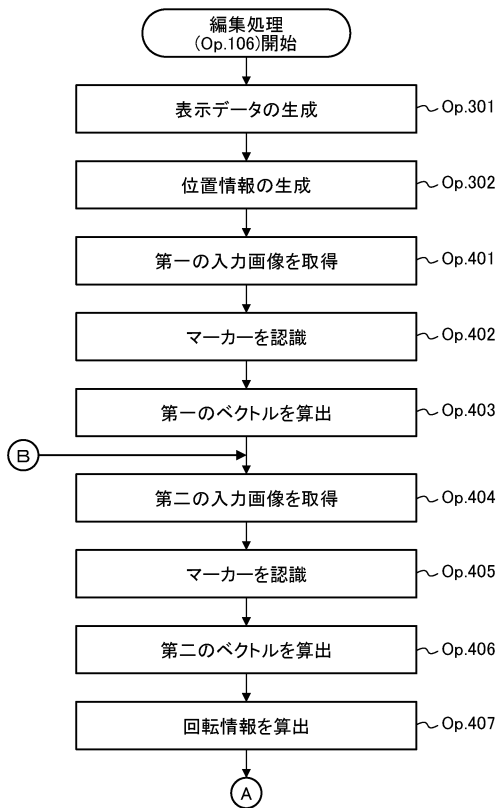 編集処理
(Op.106)開始
表示データの生成
Op.301
位置情報の生成
Op.302
第一の入力画像を取得
Op.401
マーカーを認識
Op.402
第一のベクトルを算出
Op.403
B
第二の入力画像を取得
Op.404
マーカーを認識
Op.405
第二のベクトルを算出
Op.406
回転情報を算出
Op.407
A